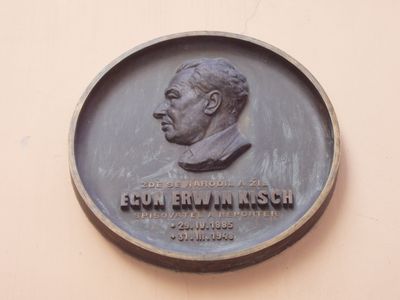 ZDE SE NARODIL A ŽIL
EGON ERWIN KISCH
SPISOVATEL A REPORTÉR
• 29. IV. 1885
• 31. III. 1948